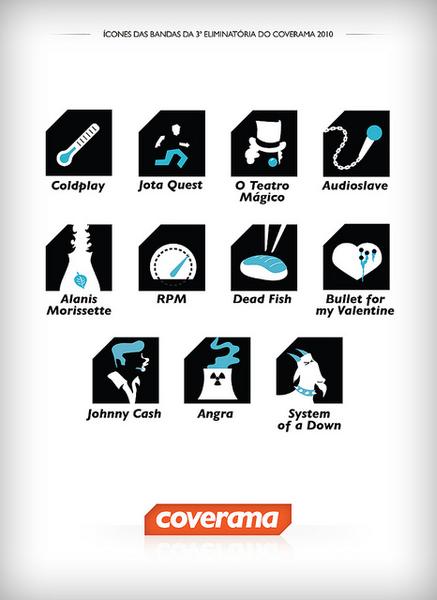 ÍCONES DAS BANDAS DA 3ª ELIMINATÓRIA DO COVERAMA 2010
Coldplay
Jota Quest
O Teatro
Mágico
Audioslave
Alanis
Morissette
RPM
Dead Fish
Bullet for
my Valentine
Johnny Cash
Angra
System
of a Down
coverama